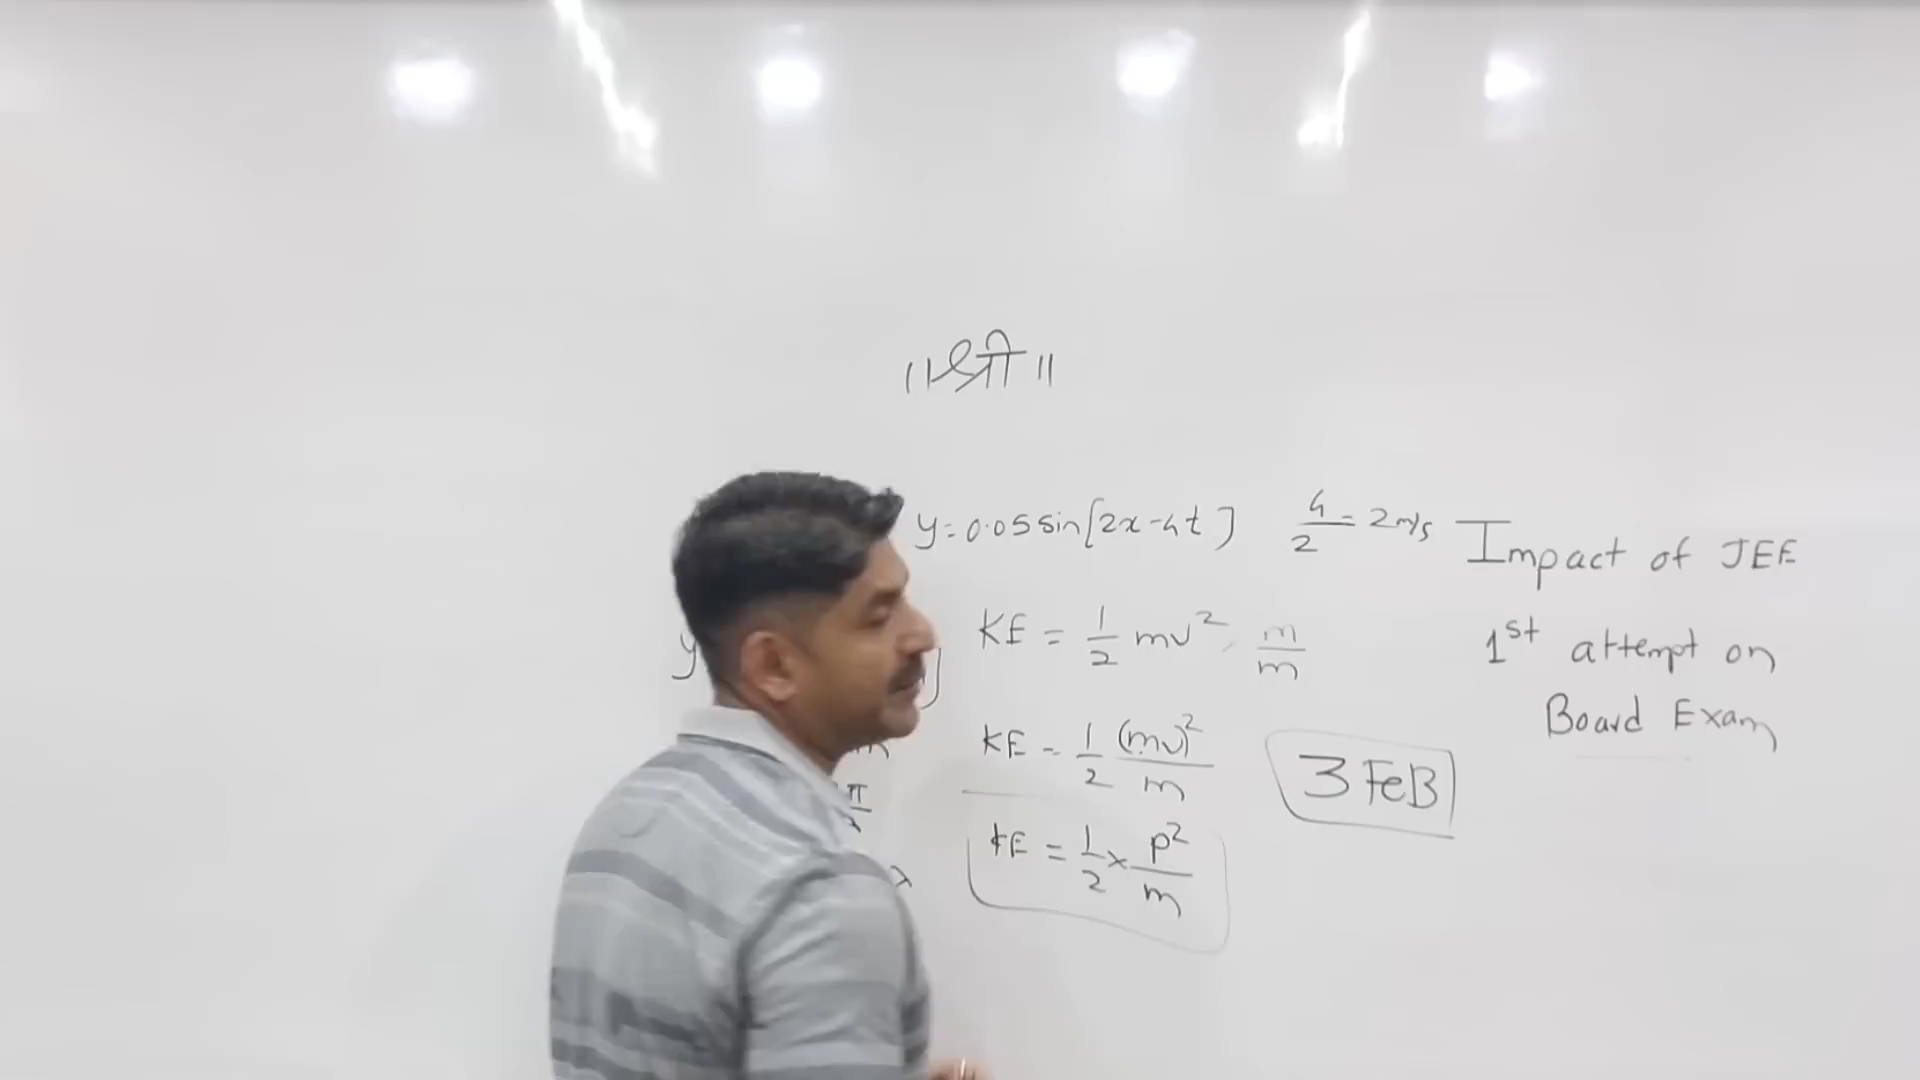 ॥ श्री ॥
y=0.05 sin[2x-4t] 4/2 = 2 m/s
KE = 1/2 mv² · m/m
KE = 1/2 (mv)²/m
KE = 1/2 × p²/m
Impact of JEE
1st attempt on
Board Exam
3 FeB
y
π
λ